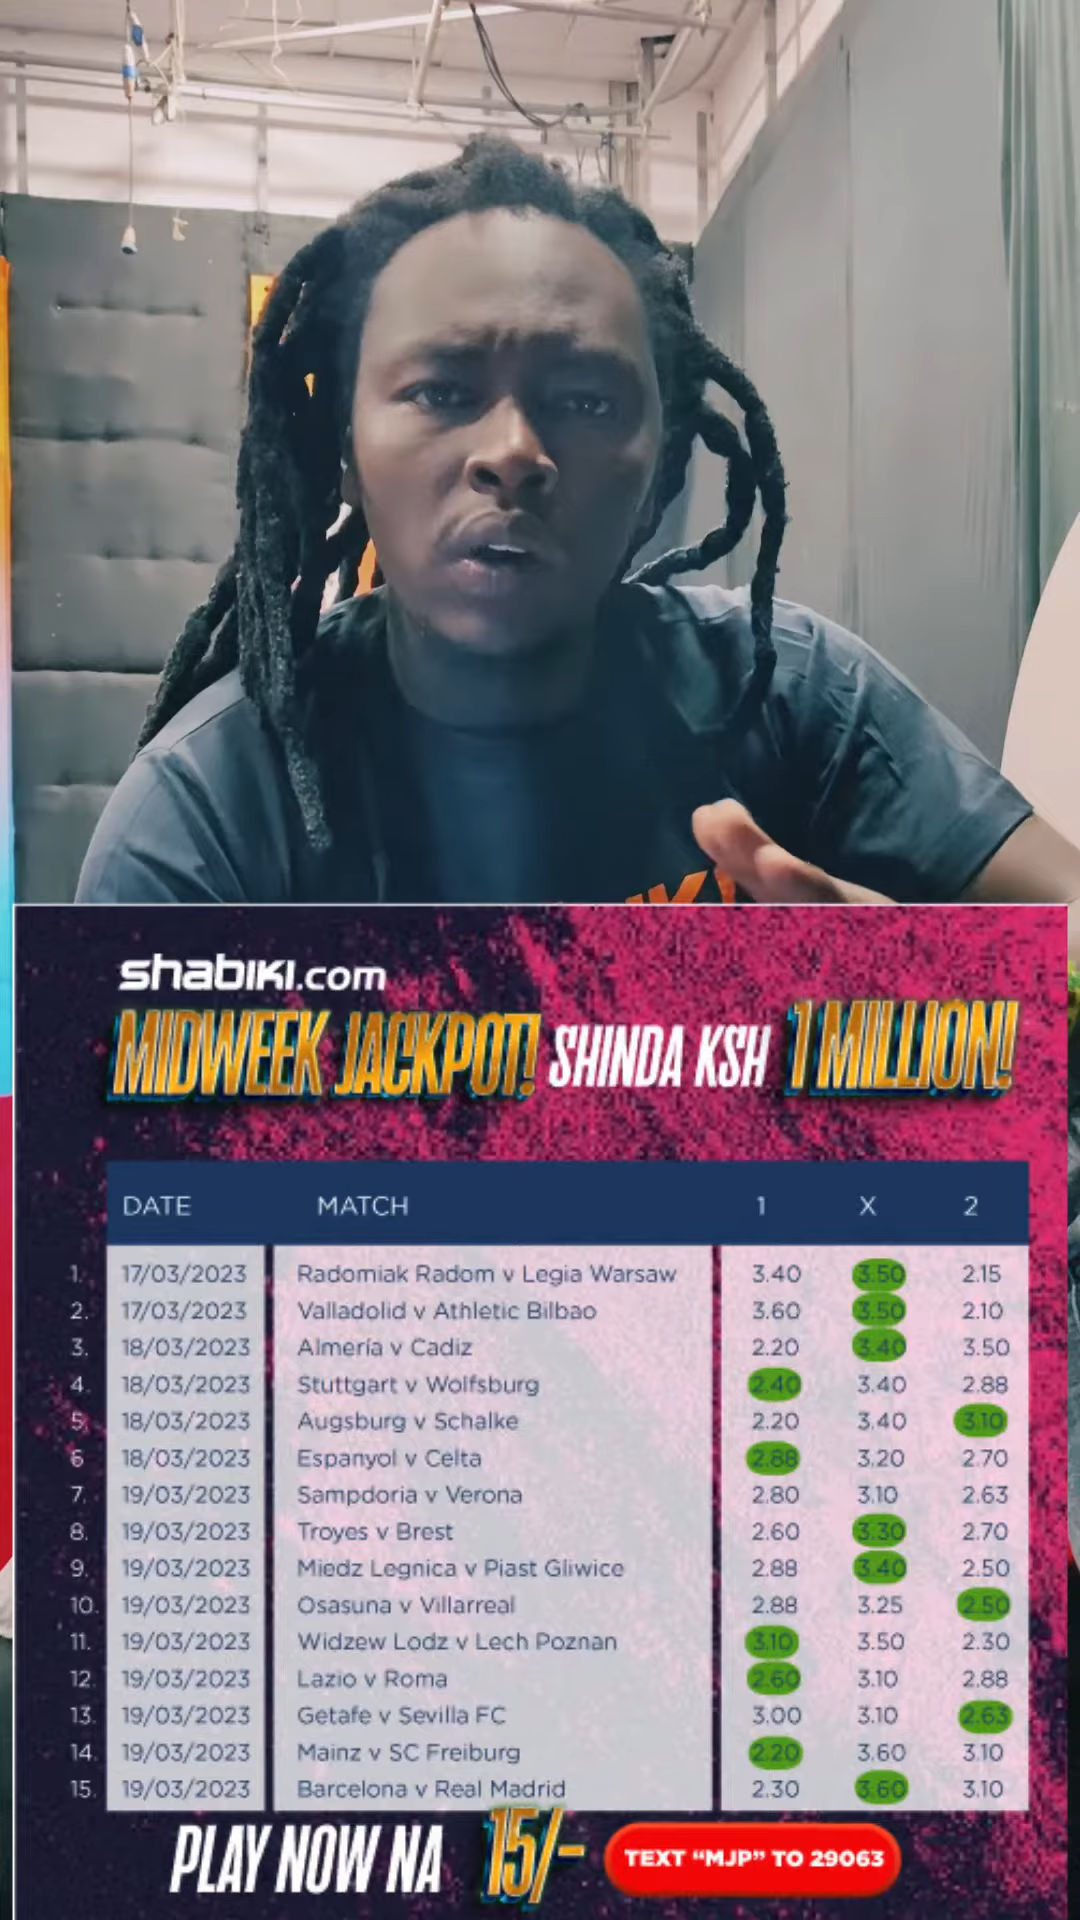 shabiki.com
MIDWEEK JACKPOT! SHINDA KSH 1 MILLION!
DATE MATCH 1 X 2
1. 17/03/2023 Radomiak Radom v Legia Warsaw 3.40 3.50 2.15
2. 17/03/2023 Valladolid v Athletic Bilbao 3.60 3.50 2.10
3. 18/03/2023 Almería v Cadiz 2.20 3.40 3.50
4. 18/03/2023 Stuttgart v Wolfsburg 2.40 3.40 2.88
5. 18/03/2023 Augsburg v Schalke 2.20 3.40 3.10
6 18/03/2023 Espanyol v Celta 2.88 3.20 2.70
7. 19/03/2023 Sampdoria v Verona 2.80 3.10 2.63
8. 19/03/2023 Troyes v Brest 2.60 3.30 2.70
9. 19/03/2023 Miedz Legnica v Piast Gliwice 2.88 3.40 2.50
10. 19/03/2023 Osasuna v Villarreal 2.88 3.25 2.50
11. 19/03/2023 Widzew Lodz v Lech Poznan 3.10 3.50 2.30
12. 19/03/2023 Lazio v Roma 2.60 3.10 2.88
13. 19/03/2023 Getafe v Sevilla FC 3.00 3.10 2.63
14. 19/03/2023 Mainz v SC Freiburg 2.20 3.60 3.10
15. 19/03/2023 Barcelona v Real Madrid 2.30 3.60 3.10
PLAY NOW NA 15/- TEXT “MJP” TO 29063